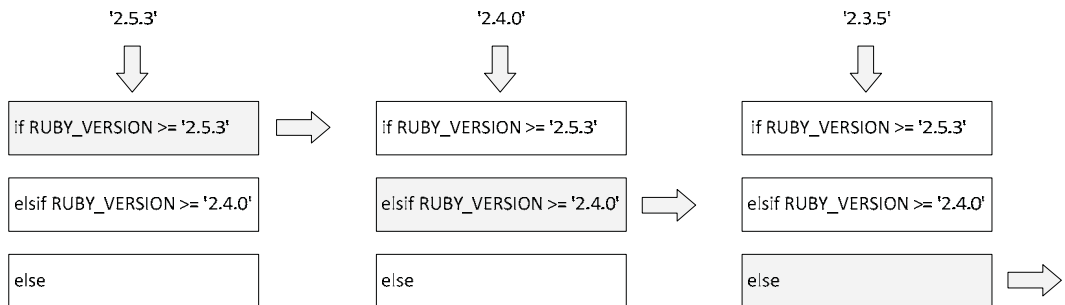 '2.5.3'
if RUBY_VERSION >= '2.5.3'
elsif RUBY_VERSION >= '2.4.0'
else
'2.4.0'
if RUBY_VERSION >= '2.5.3'
elsif RUBY_VERSION >= '2.4.0'
else
'2.3.5'
if RUBY_VERSION >= '2.5.3'
elsif RUBY_VERSION >= '2.4.0'
else